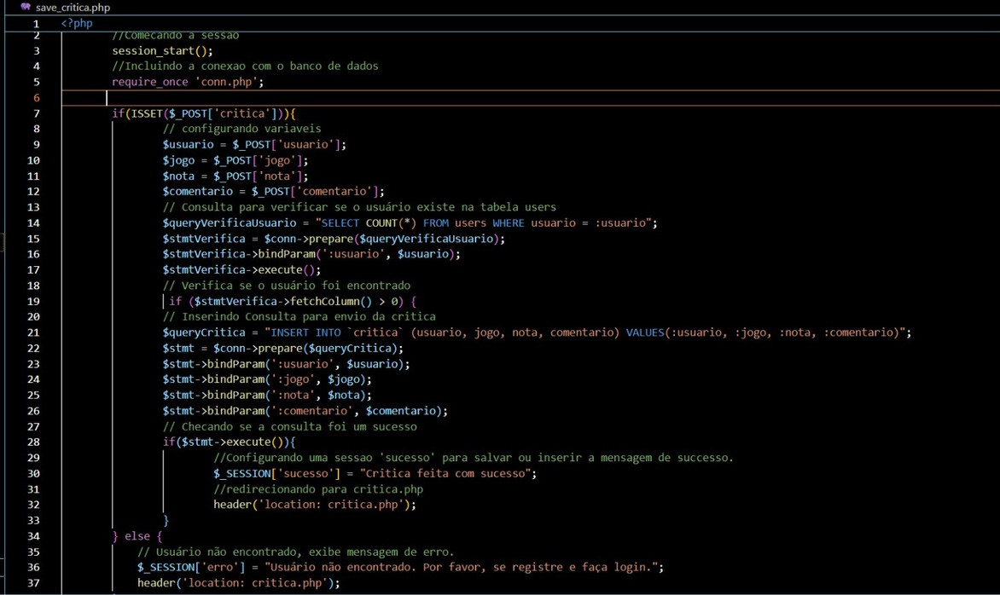 save_critica.php
1 <?php
2 //Comecando a sessao
3 session_start();
4 //Incluindo a conexao com o banco de dados
5 require_once 'conn.php';
6
7 if(ISSET($_POST['critica'])){
8 // configurando variaveis
9 $usuario = $_POST['usuario'];
10 $jogo = $_POST['jogo'];
11 $nota = $_POST['nota'];
12 $comentario = $_POST['comentario'];
13 // Consulta para verificar se o usuário existe na tabela users
14 $queryVerificaUsuario = "SELECT COUNT(*) FROM users WHERE usuario = :usuario";
15 $stmtVerifica = $conn->prepare($queryVerificaUsuario);
16 $stmtVerifica->bindParam(':usuario', $usuario);
17 $stmtVerifica->execute();
18 // Verifica se o usuário foi encontrado
19 if ($stmtVerifica->fetchColumn() > 0) {
20 // Inserindo Consulta para envio da critica
21 $queryCritica = "INSERT INTO `critica` (usuario, jogo, nota, comentario) VALUES(:usuario, :jogo, :nota, :comentario)";
22 $stmt = $conn->prepare($queryCritica);
23 $stmt->bindParam(':usuario', $usuario);
24 $stmt->bindParam(':jogo', $jogo);
25 $stmt->bindParam(':nota', $nota);
26 $stmt->bindParam(':comentario', $comentario);
27 // Checando se a consulta foi um sucesso
28 if($stmt->execute()){
29 //Configurando uma sessao 'sucesso' para salvar ou inserir a mensagem de successo.
30 $_SESSION['sucesso'] = "Critica feita com sucesso";
31 //redirecionando para critica.php
32 header('location: critica.php');
33 }
34 } else {
35 // Usuário não encontrado, exibe mensagem de erro.
36 $_SESSION['erro'] = "Usuário não encontrado. Por favor, se registre e faça login.";
37 header('location: critica.php');